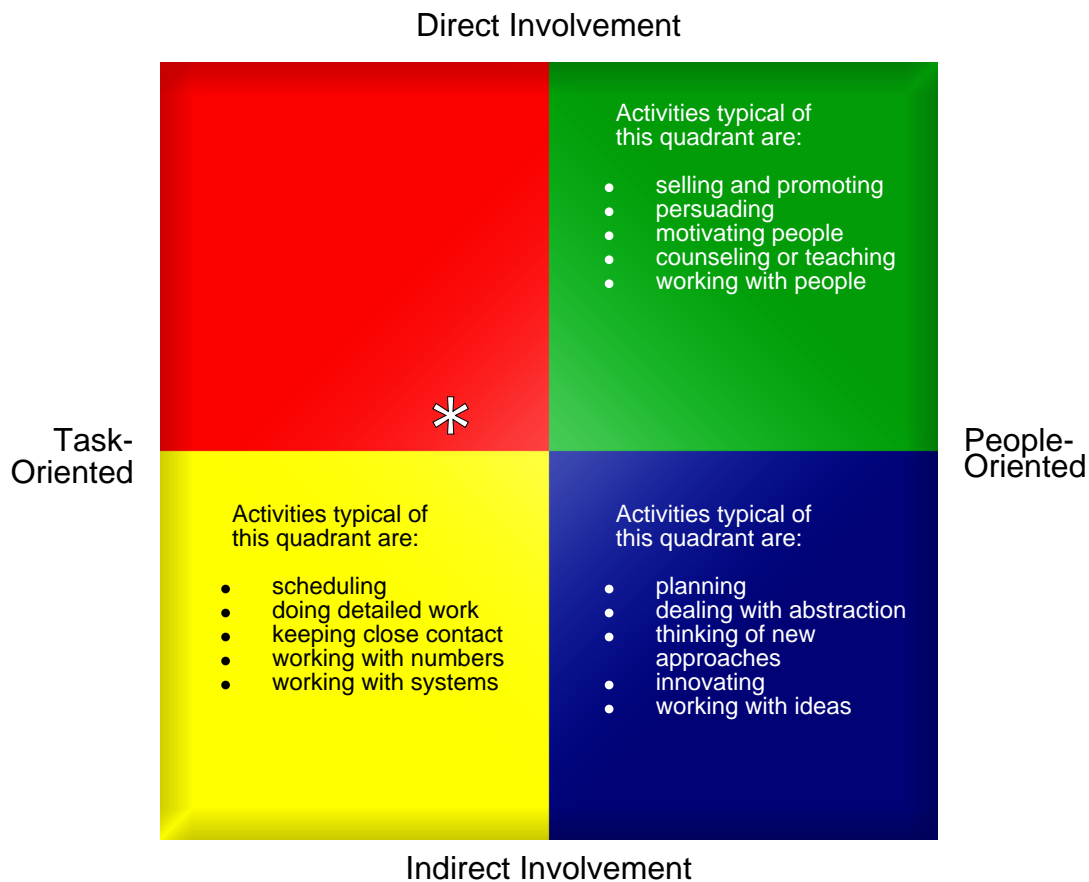 Direct Involvement
Activities typical of
this quadrant are:
• selling and promoting
• persuading
• motivating people
• counseling or teaching
• working with people
*
Task-
Oriented
People-
Oriented
Activities typical of
this quadrant are:
• scheduling
• doing detailed work
• keeping close contact
• working with numbers
• working with systems
Activities typical of
this quadrant are:
• planning
• dealing with abstraction
• thinking of new
approaches
• innovating
• working with ideas
Indirect Involvement